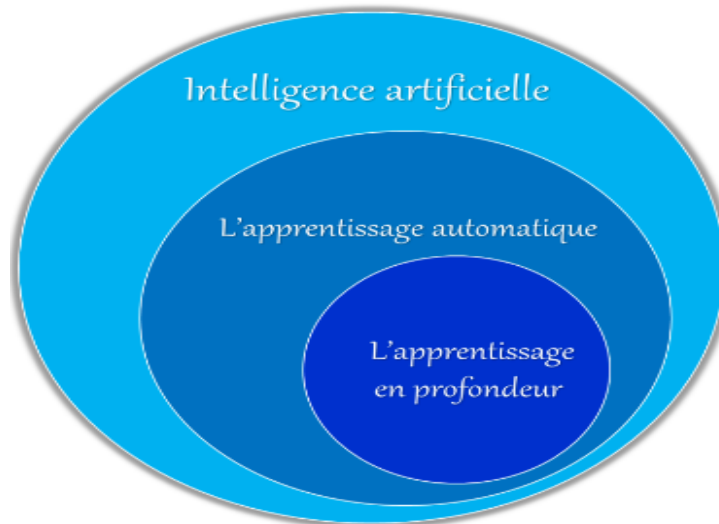 Intelligence artificielle
L'apprentissage automatique
L'apprentissage
en profondeur